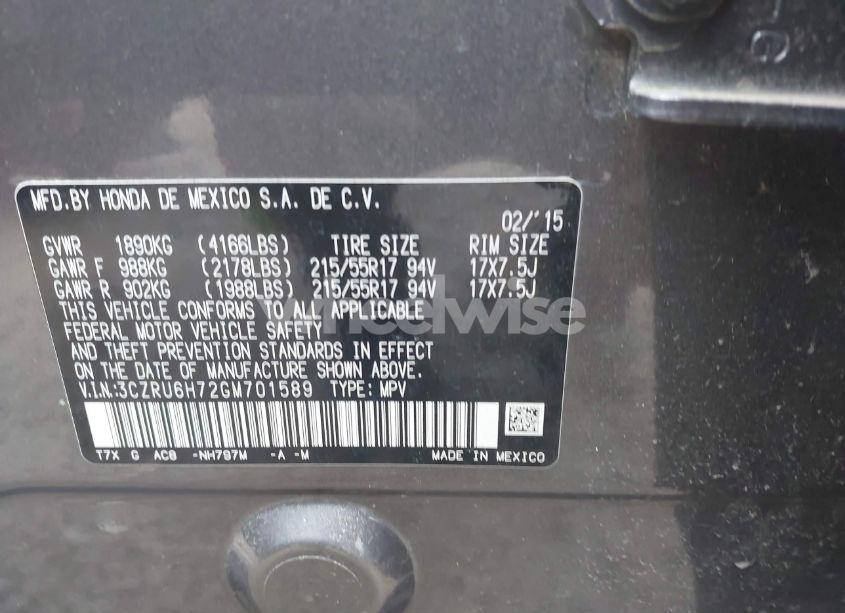 MFD.BY HONDA DE MEXICO S.A. DE C.V.
02/'15
GVWR 1890KG (4166LBS) TIRE SIZE RIM SIZE
GAWR F 988KG (2178LBS) 215/55R17 94V 17X7.5J
GAWR R 902KG (1988LBS) 215/55R17 94V 17X7.5J
THIS VEHICLE CONFORMS TO ALL APPLICABLE
FEDERAL MOTOR VEHICLE SAFETY
AND THEFT PREVENTION STANDARDS IN EFFECT
ON THE DATE OF MANUFACTURE SHOWN ABOVE.
V.I.N.:3CZRU6H72GM701589 TYPE: MPV
T7X G AC8 -NH797M -A -M MADE IN MEXICO
wheelwise